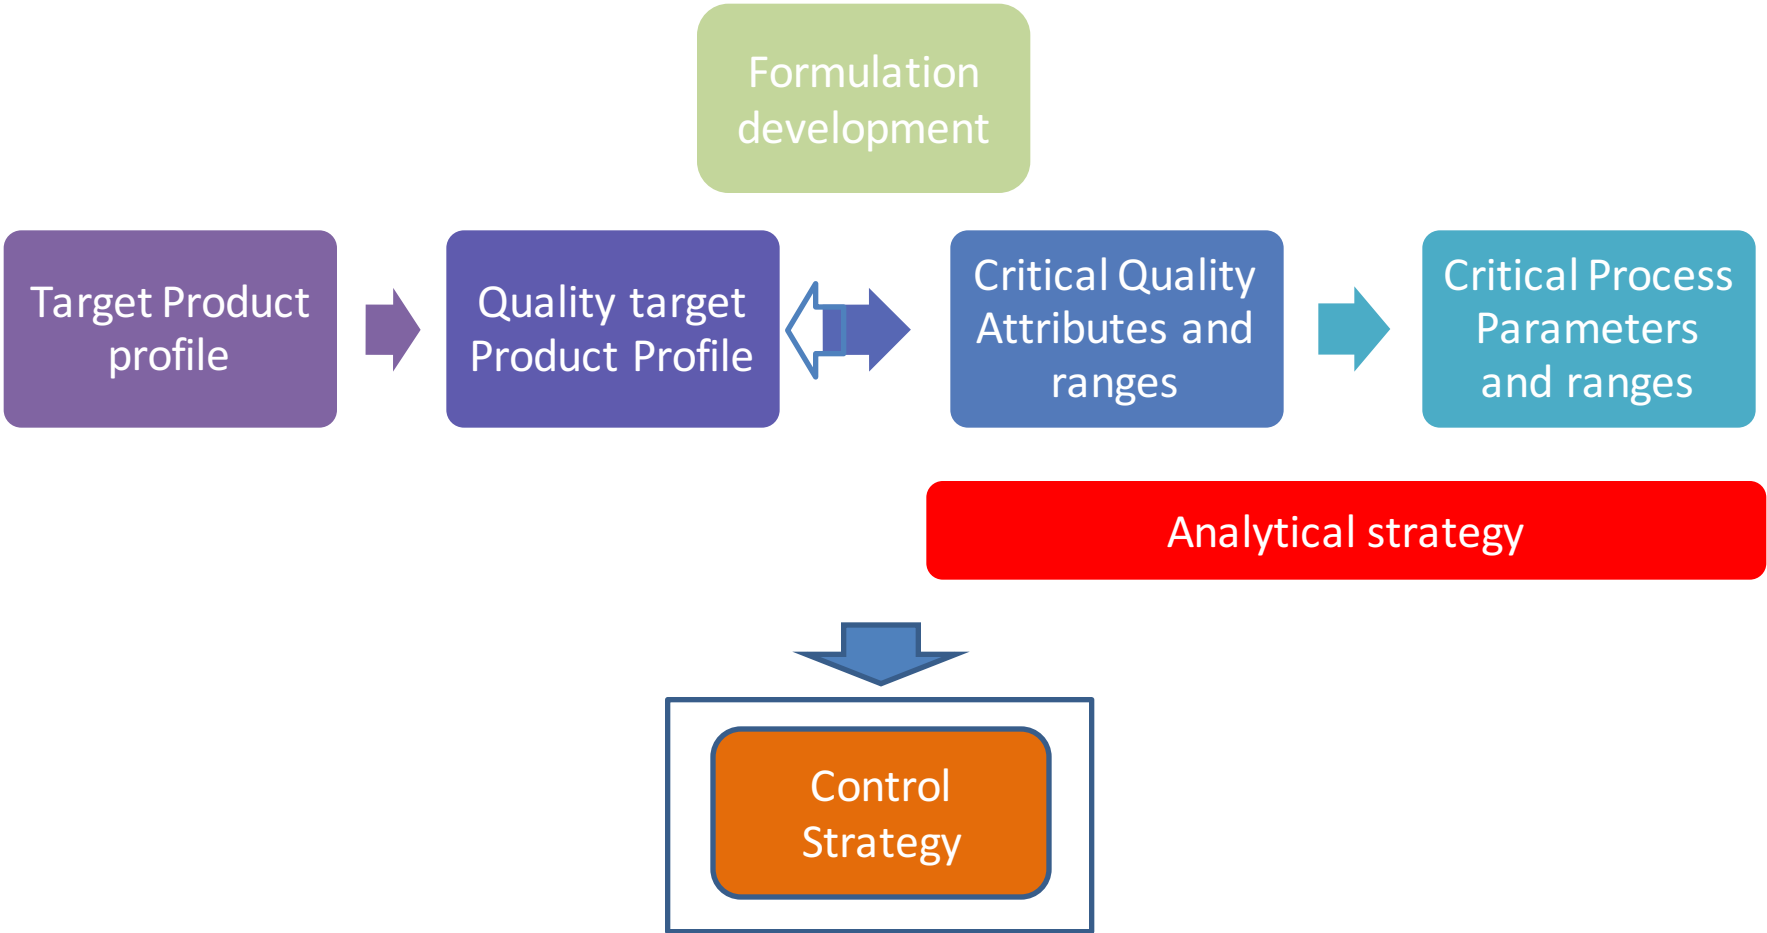 Formulation
development
Target Product
profile
Quality target
Product Profile
Critical Quality
Attributes and
ranges
Critical Process
Parameters
and ranges
Analytical strategy
Control
Strategy